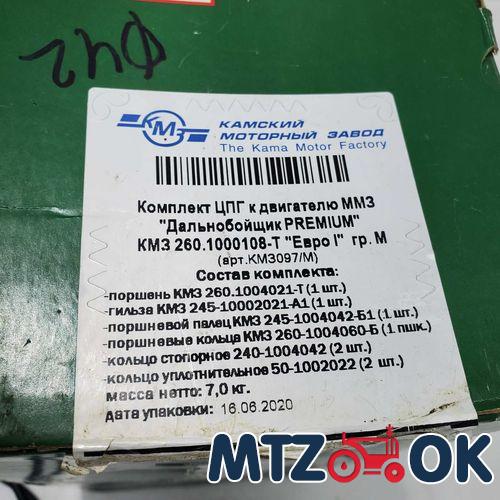 ФЧ2
КМЗ
КАМСКИЙ
МОТОРНЫЙ ЗАВОД
The Kama Motor Factory
Комплект ЦПГ к двигателю ММЗ
"Дальнобойщик PREMIUM"
КМЗ 260.1000108-Т "Евро I" гр. М
(арт.КМЗ097/М)
Состав комплекта:
-поршень КМЗ 260.1004021-Т (1 шт.)
-гильза КМЗ 245-10002021-А1 (1 шт.)
-поршневой палец КМЗ 245-1004042-Б1 (1 шт.)
-поршневые кольца КМЗ 260-1004060-Б (1 пшк.)
-кольцо стопорное 240-1004042 (2 шт.)
-кольцо уплотнительное 50-1002022 (2 шт.)
масса нетто: 7,0 кг.
дата упаковки: 16.06.2020
MTZ OK